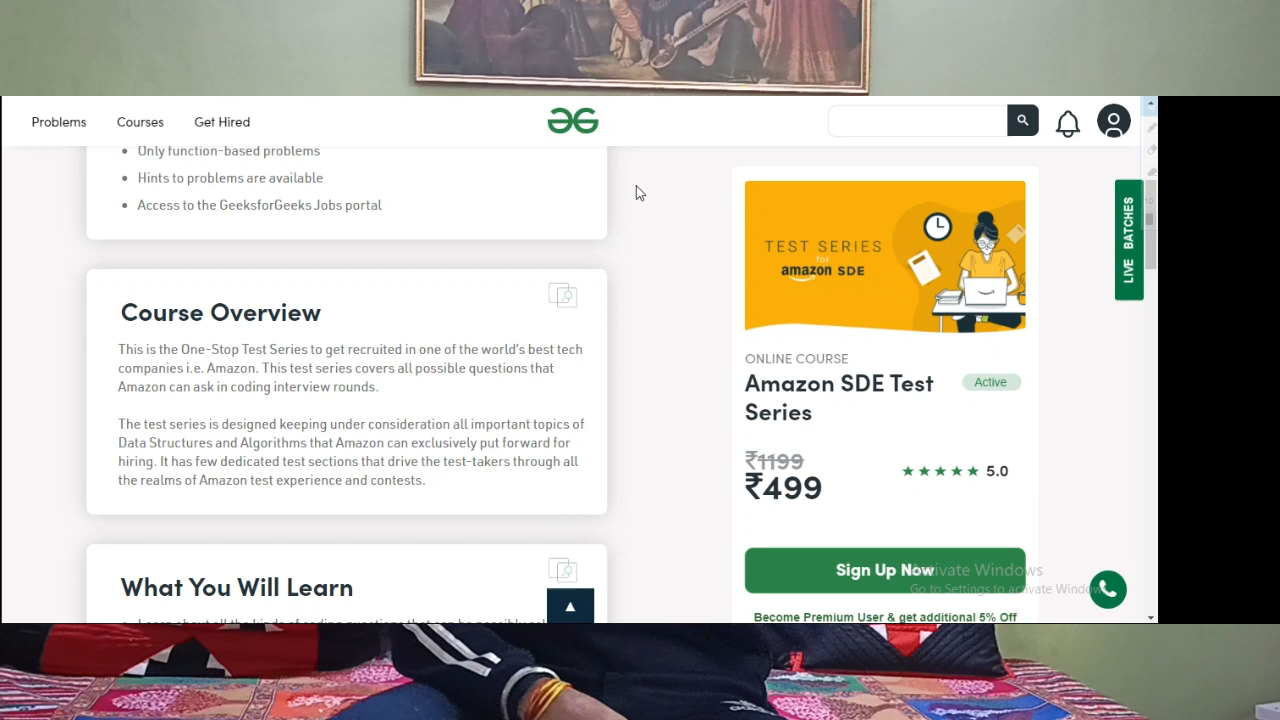 Problems
Courses
Get Hired
Only function-based problems
Hints to problems are available
Access to the GeeksforGeeks Jobs portal
Course Overview
This is the One-Stop Test Series to get recruited in one of the world's best tech
companies i.e. Amazon. This test series covers all possible questions that
Amazon can ask in coding interview rounds.
The test series is designed keeping under consideration all important topics of
Data Structures and Algorithms that Amazon can exclusively put forward for
hiring. It has few dedicated test sections that drive the test-takers through all
the realms of Amazon test experience and contests.
What You Will Learn
TEST SERIES
for
amazon SDE
ONLINE COURSE
Amazon SDE Test
Series
Active
₹1199
₹499
5.0
Sign Up Now
Become Premium User & get additional 5% Off
LIVE BATCHES
Activate Windows
Go to Settings to activate Windows